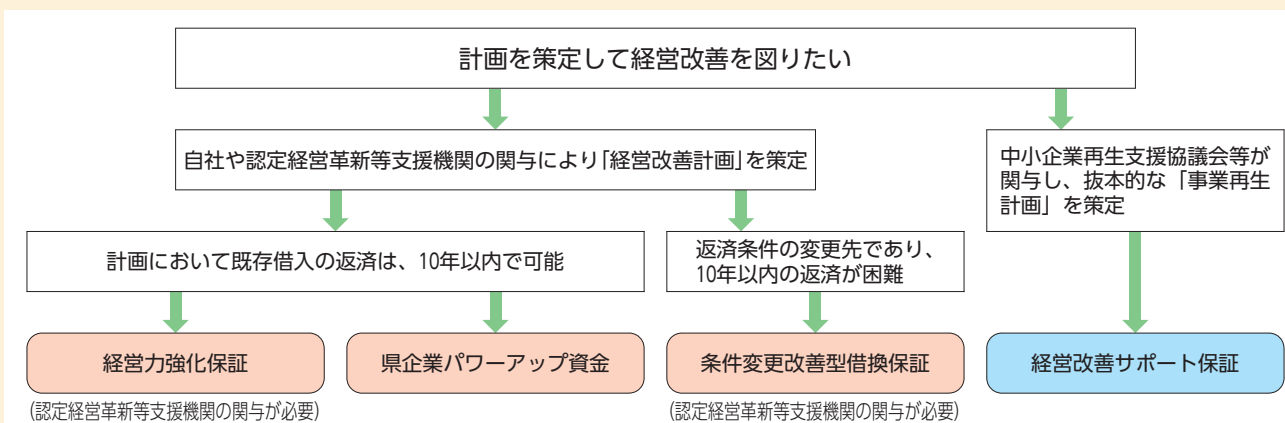 計画を策定して経営改善を図りたい
自社や認定経営革新等支援機関の関与により「経営改善計画」を策定
中小企業再生支援協議会等が
関与し、抜本的な「事業再生
計画」を策定
計画において既存借入の返済は、10年以内で可能
返済条件の変更先であり、
10年以内の返済が困難
経営力強化保証
県企業パワーアップ資金
条件変更改善型借換保証
経営改善サポート保証
(認定経営革新等支援機関の関与が必要)
(認定経営革新等支援機関の関与が必要)